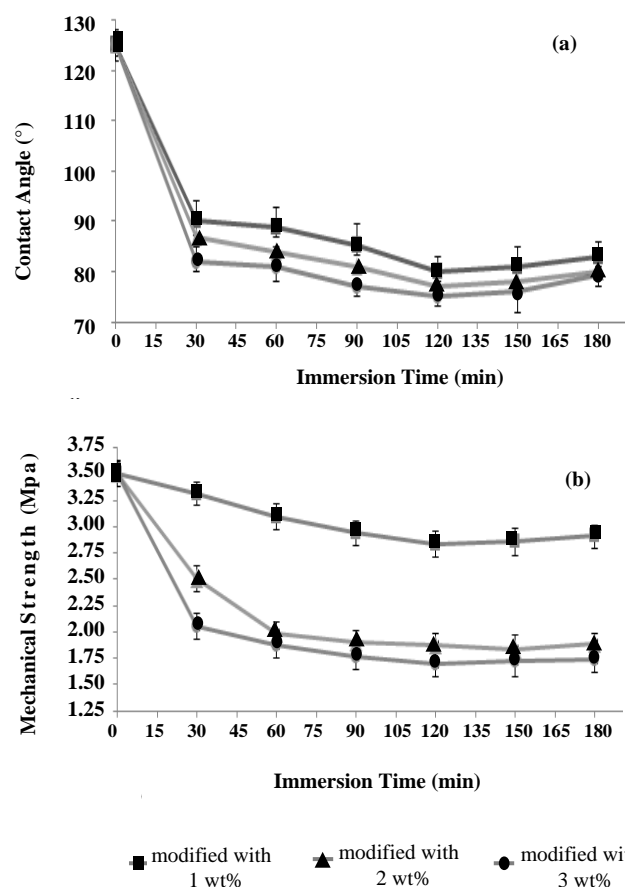 130
120
110
100
90
80
70
Contact Angle (°)
(a)
0 15 30 45 60 75 90 105 120 135 150 165 180
Immersion Time (min)
3.75
3.50
3.25
3.00
2.75
2.50
2.25
2.00
1.75
1.50
1.25
Mechanical Strength (Mpa)
(b)
0 15 30 45 60 75 90 105 120 135 150 165 180
Immersion Time (min)
modified with
1 wt%
modified with
2 wt%
modified wi
3 wt%